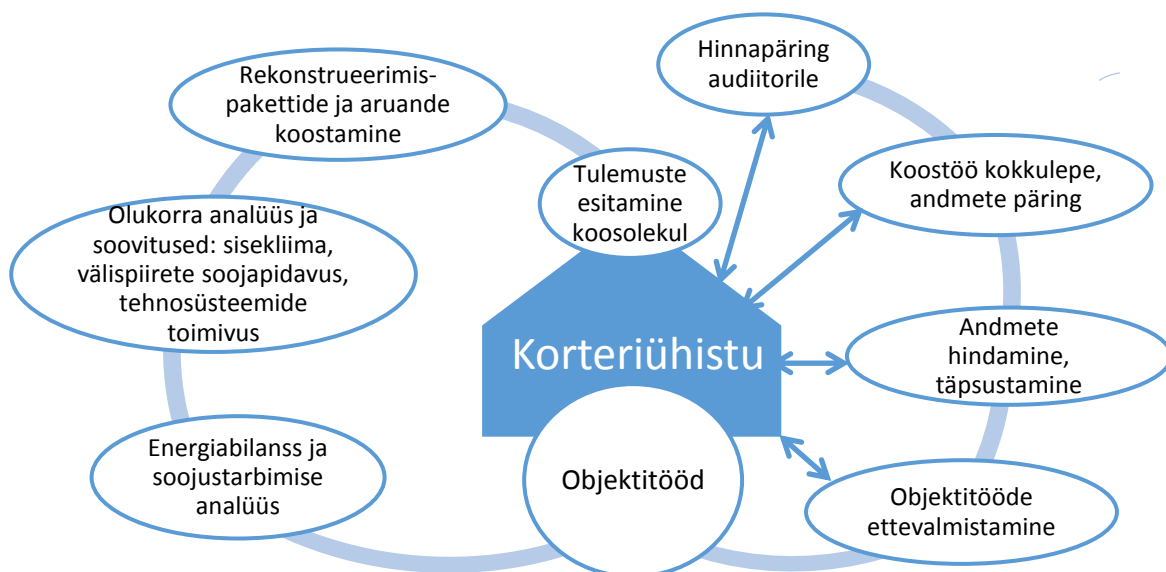 Hinnapäring
audiitorile
Rekonstrueerimis-
pakettide ja aruande
koostamine
Koostöö kokkulepe,
andmete päring
Tulemuste
esitamine
koosolekul
Olukorra analüüs ja
soovitused: sisekliima,
välispiirete soojapidavus,
tehnosüsteemide
toimivus
Korteriühistu
Andmete
hindamine,
täpsustamine
Energiabilanss ja
soojustarbimise
analüüs
Objektitööd
Objektitööde
ettevalmistamine